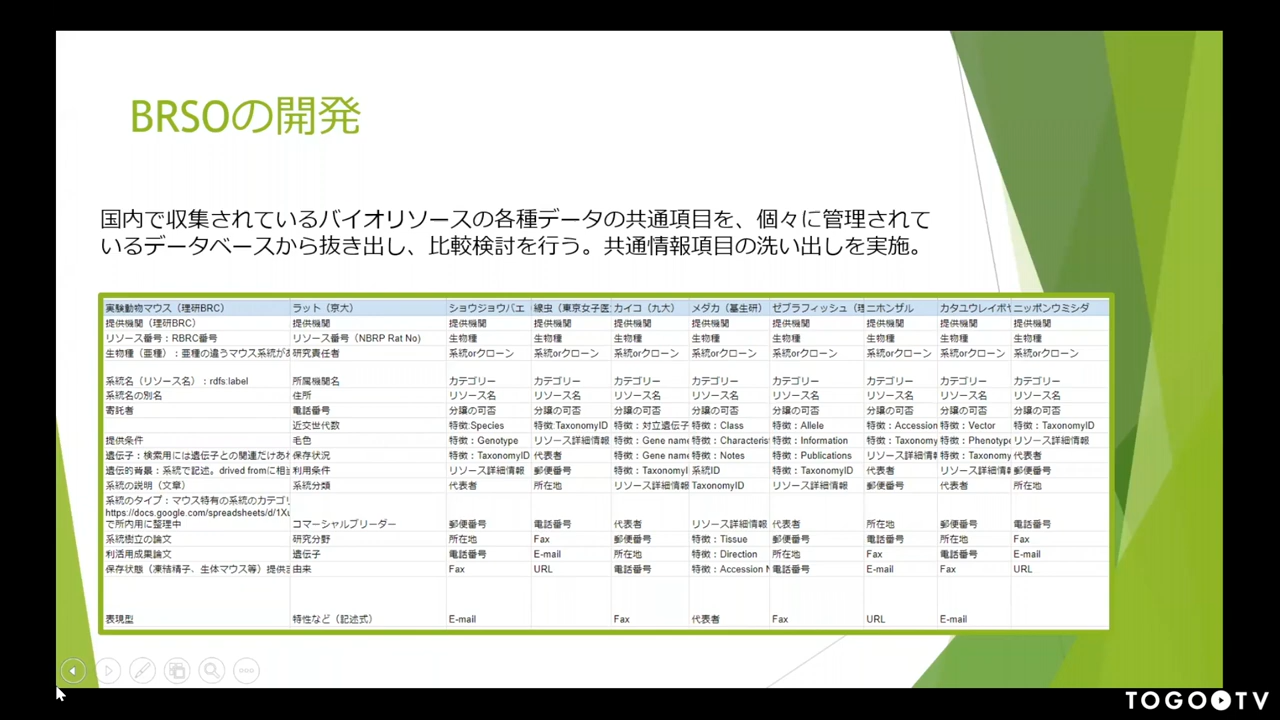 BRSOの開発
国内で収集されているバイオリソースの各種データの共通項目を、個々に管理されて
いるデータベースから抜き出し、比較検討を行う。共通情報項目の洗い出しを実施。
実験動物マウス（理研BRC） ラット（京大） ショウジョウバエ 線虫（東京女子医 カイコ（九大） メダカ（基生研） ゼブラフィッシュ（理 ニホンザル カタユウレイボヤ ニッポンウミシダ
提供機関（理研BRC） 提供機関 提供機関 提供機関 提供機関 提供機関 提供機関 提供機関 提供機関 提供機関
リソース番号：RBRC番号 リソース番号（NBRP Rat No） 生物種 生物種 生物種 生物種 生物種 生物種 生物種 生物種
生物種（亜種）：亜種の違うマウス系統があ 研究責任者 系統orクローン 系統orクローン 系統orクローン 系統orクローン 系統orクローン 系統orクローン 系統orクローン 系統orクローン
系統名（リソース名）：rdfs:label 所属機関名 カテゴリー カテゴリー カテゴリー カテゴリー カテゴリー カテゴリー カテゴリー カテゴリー
系統名の別名 住所 リソース名 リソース名 リソース名 リソース名 リソース名 リソース名 リソース名 リソース名
寄託者 電話番号 分譲の可否 分譲の可否 分譲の可否 分譲の可否 分譲の可否 分譲の可否 分譲の可否 分譲の可否
近交世代数 特徴:Species 特徴:TaxonomyID 特徴：対立遺伝子 特徴：Class 特徴：Allele 特徴：Accession 特徴：Vector 特徴：TaxonomyID
提供条件 毛色 特徴：Genotype リソース詳細情報 特徴：Gene name 特徴：Characteris 特徴：Information 特徴：Taxonomy 特徴：Phenotype リソース詳細情報
遺伝子：検索用には遺伝子との関連だけあれ 保存状況 特徴：TaxonomyID 代表者 特徴：Gene name 特徴：Notes 特徴：Publications リソース詳細情報 特徴：Taxonomy 代表者
遺伝的背景：系統で記述。drived fromに相当 利用条件 リソース詳細情報 郵便番号 特徴：TaxonomyI 系統ID 特徴：TaxonomyID 代表者 リソース詳細情報 郵便番号
系統の説明（文章） 系統分類 代表者 所在地 リソース詳細情報 TaxonomyID リソース詳細情報 郵便番号 代表者 所在地
系統のタイプ：マウス特有の系統のカテゴリ
https://docs.google.com/spreadsheets/d/1Xu
で所内用に整理中 コマーシャルブリーダー 郵便番号 電話番号 代表者 リソース詳細情報 代表者 所在地 郵便番号 電話番号
系統樹立の論文 研究分野 所在地 Fax 郵便番号 特徴：Tissue 郵便番号 電話番号 所在地 Fax
利活用成果論文 遺伝子 電話番号 E-mail 所在地 特徴：Direction 所在地 Fax 電話番号 E-mail
保存状態（凍結精子、生体マウス等）提供 由来 Fax URL 電話番号 特徴：Accession N 電話番号 E-mail Fax URL
表現型 特性など（記述式） E-mail Fax 代表者 Fax URL E-mail
TOGOTV